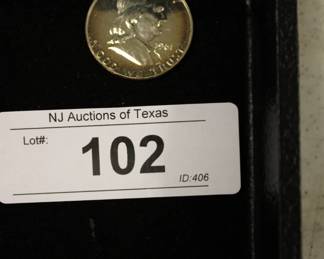 NJ Auctions of Texas
Lot#:
102
ID:406